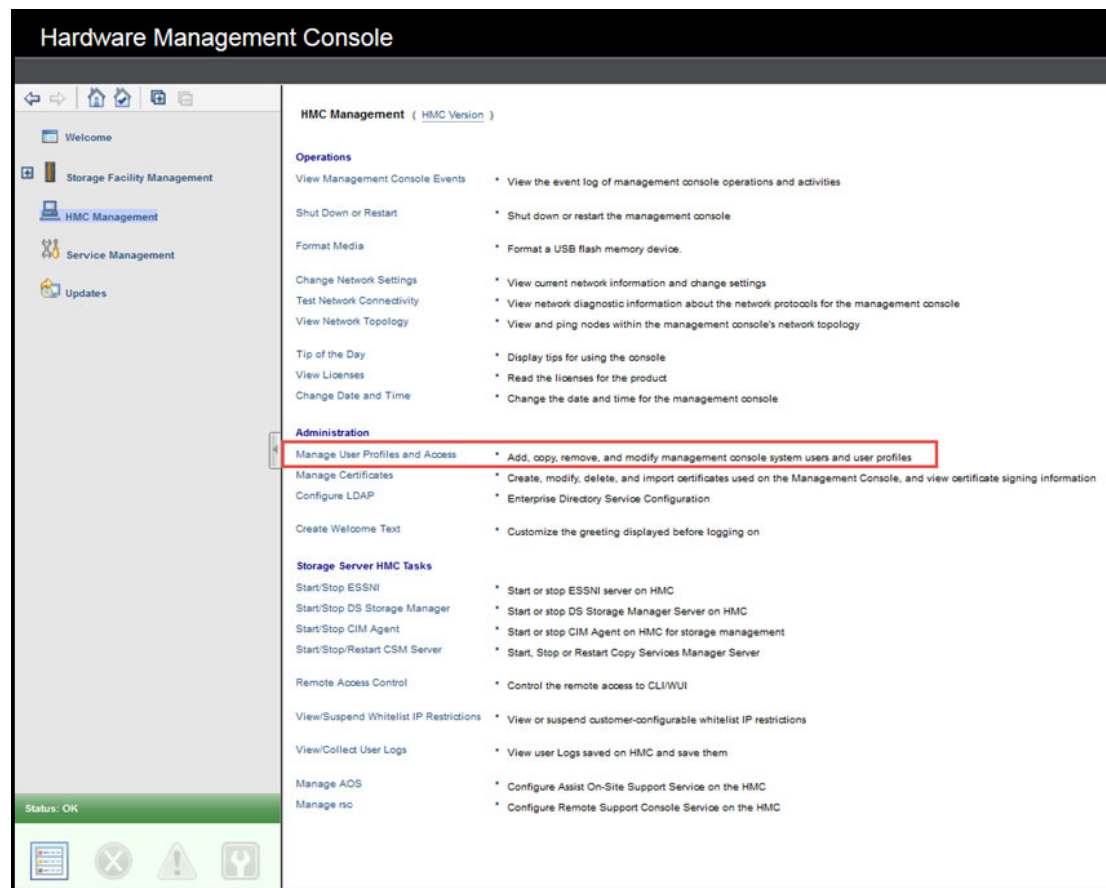 Hardware Management Console
Welcome
Storage Facility Management
HMC Management
Service Management
Updates
Status: OK
HMC Management ( HMC Version )
Operations
View Management Console Events • View the event log of management console operations and activities
Shut Down or Restart • Shut down or restart the management console
Format Media • Format a USB flash memory device.
Change Network Settings • View current network information and change settings
Test Network Connectivity • View network diagnostic information about the network protocols for the management console
View Network Topology • View and ping nodes within the management console's network topology
Tip of the Day • Display tips for using the console
View Licenses • Read the licenses for the product
Change Date and Time • Change the date and time for the management console
Administration
Manage User Profiles and Access • Add, copy, remove, and modify management console system users and user profiles
Manage Certificates • Create, modify, delete, and import certificates used on the Management Console, and view certificate signing information
Configure LDAP • Enterprise Directory Service Configuration
Create Welcome Text • Customize the greeting displayed before logging on
Storage Server HMC Tasks
Start/Stop ESSNI • Start or stop ESSNI server on HMC
Start/Stop DS Storage Manager • Start or stop DS Storage Manager Server on HMC
Start/Stop CIM Agent • Start or stop CIM Agent on HMC for storage management
Start/Stop/Restart CSM Server • Start, Stop or Restart Copy Services Manager Server
Remote Access Control • Control the remote access to CLI/WUI
View/Suspend Whitelist IP Restrictions • View or suspend customer-configurable whitelist IP restrictions
View/Collect User Logs • View user Logs saved on HMC and save them
Manage AOS • Configure Assist On-Site Support Service on the HMC
Manage rsc • Configure Remote Support Console Service on the HMC